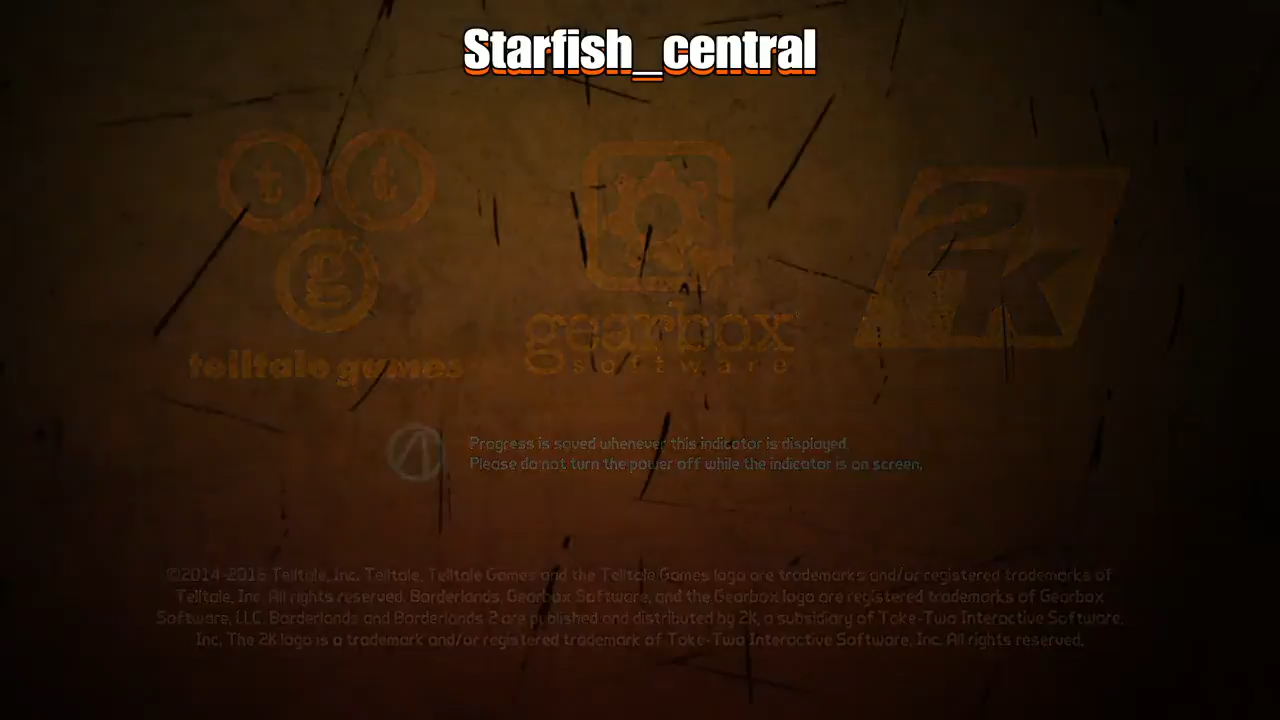 Starfish_central
t t
g
telltale games
gearbox
software
2K
Progress is saved whenever this indicator is displayed.
Please do not turn the power off while the indicator is on screen.
©2014-2016 Telltale, Inc. Telltale, Telltale Games and the Telltale Games logo are trademarks and/or registered trademarks of
Telltale, Inc. All rights reserved. Borderlands, Gearbox Software, and the Gearbox logo are registered trademarks of Gearbox
Software, LLC. Borderlands and Borderlands 2 are published and distributed by 2K, a subsidiary of Take-Two Interactive Software,
Inc. The 2K logo is a trademark and/or registered trademark of Take-Two Interactive Software, Inc. All rights reserved.